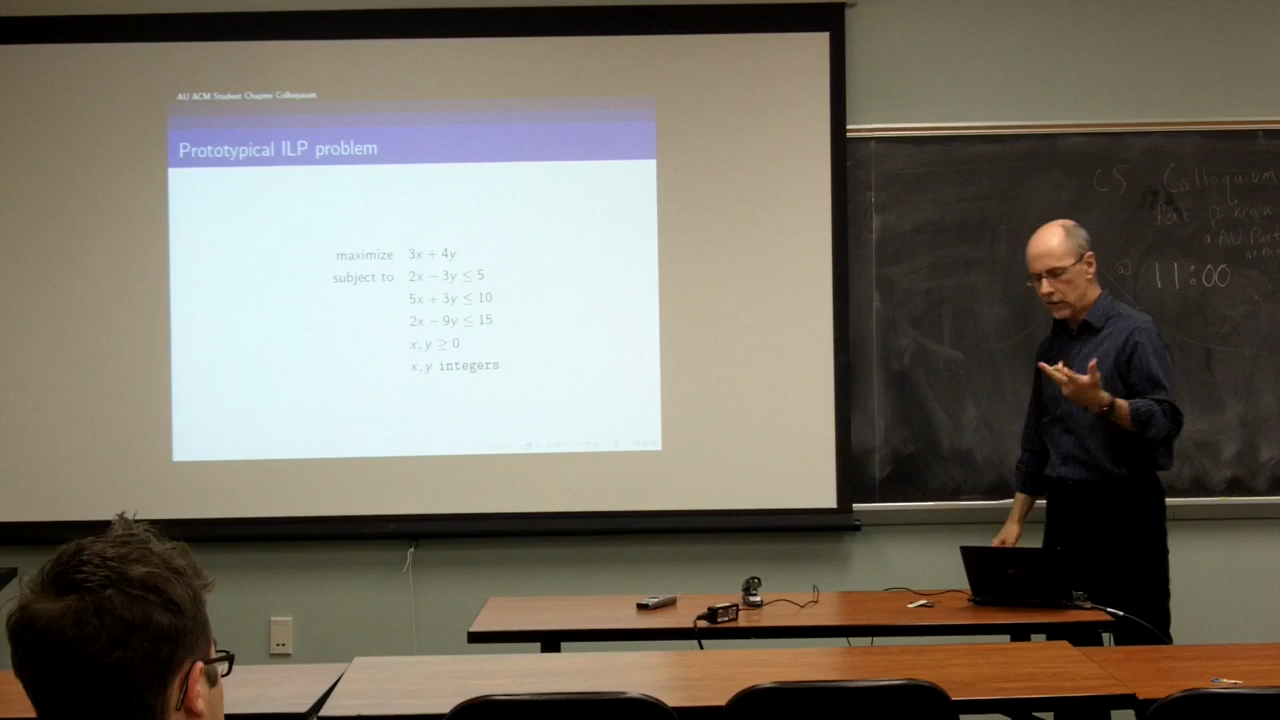 AU ACM Student Chapter Colloquium
Prototypical ILP problem
maximize 3x + 4y
subject to 2x − 3y ≤ 5
5x + 3y ≤ 10
2x − 9y ≤ 15
x, y ≥ 0
x, y integers
CS Colloquium
AU
11:00